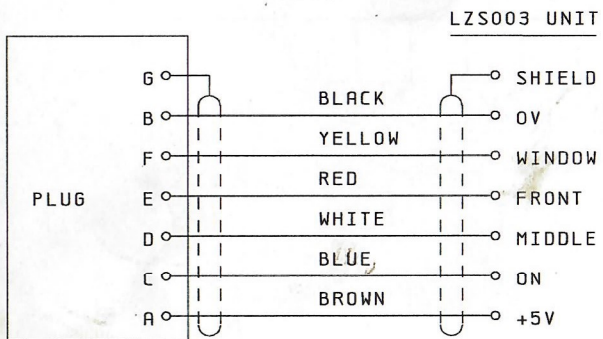 LZS003 UNIT
G SHIELD
B BLACK 0V
F YELLOW WINDOW
PLUG E RED FRONT
D WHITE MIDDLE
C BLUE ON
A BROWN +5V